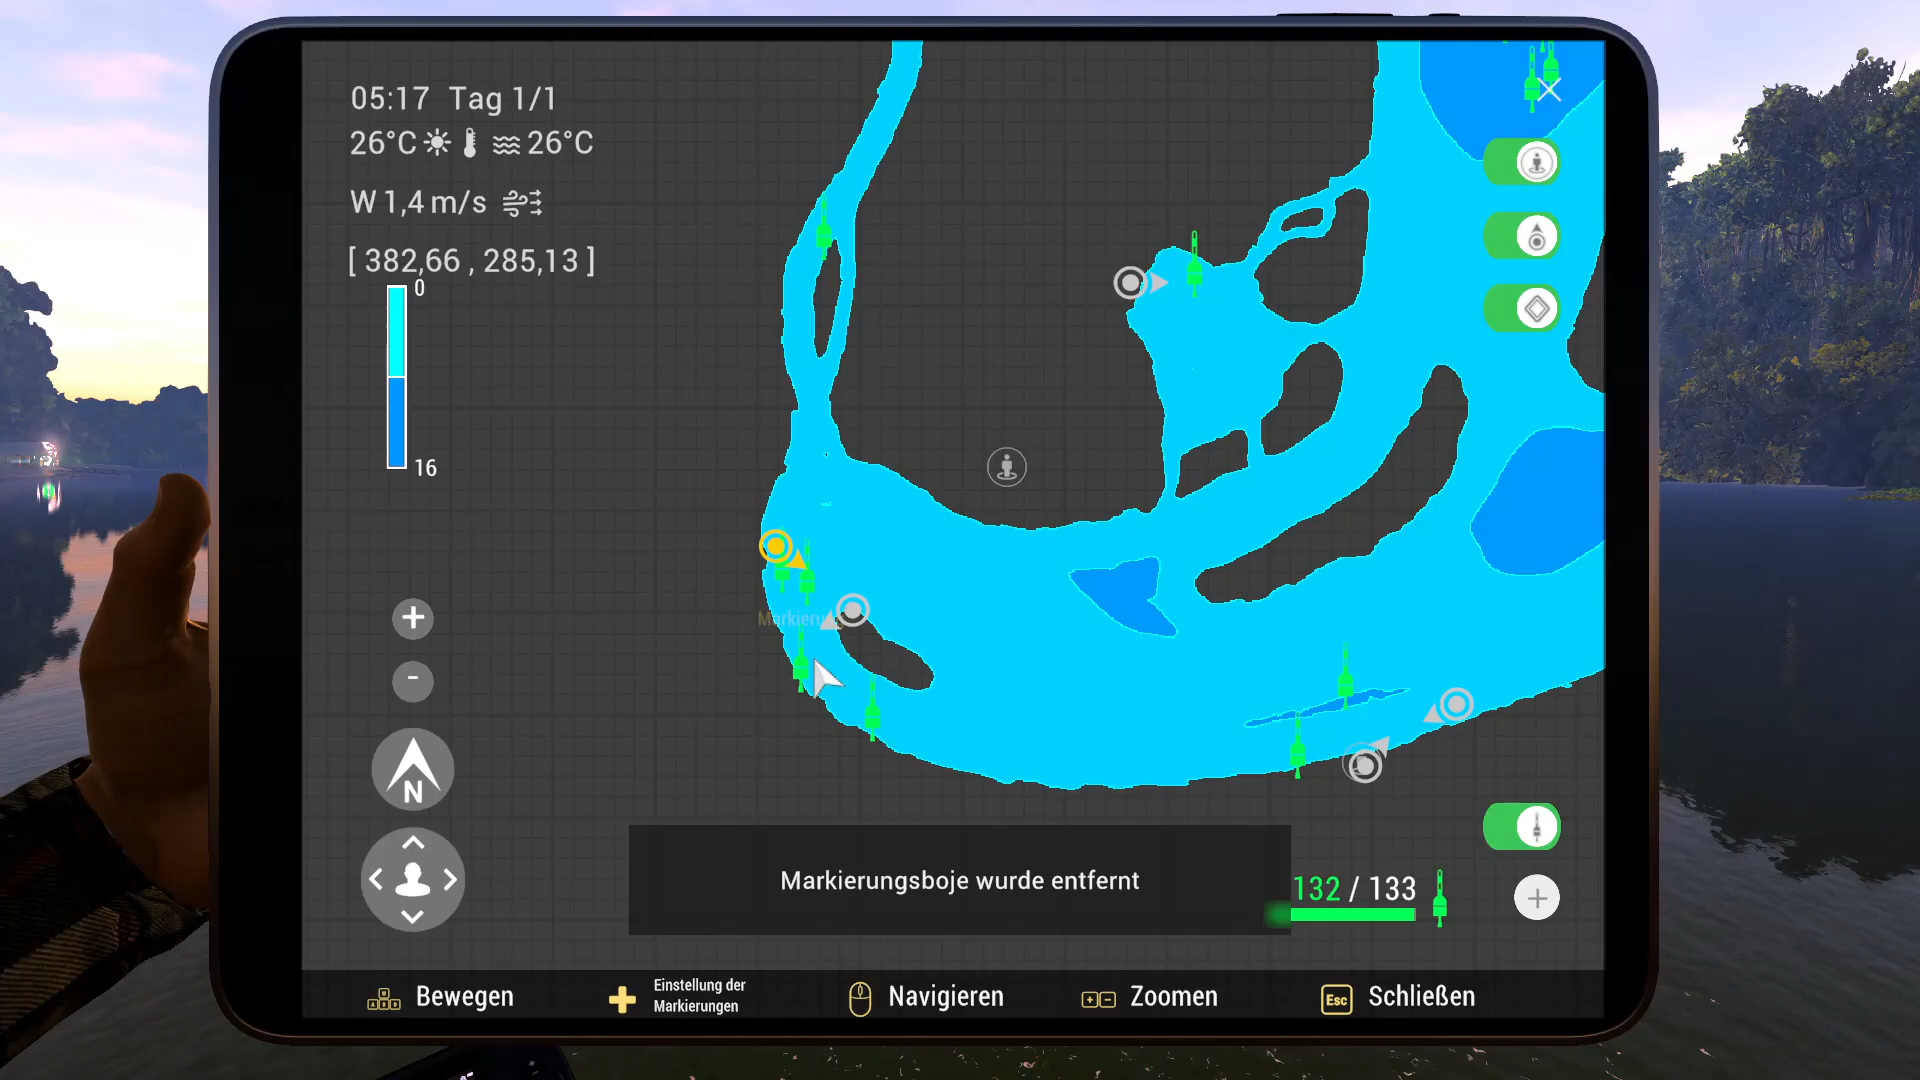 05:17 Tag 1/1
26°C 26°C
W 1,4 m/s
[ 382,66 , 285,13 ]
0
16
+
-
N
Markierungsboje wurde entfernt
132 / 133
Bewegen
Einstellung der
Markierungen
Navigieren
Zoomen
Esc Schließen